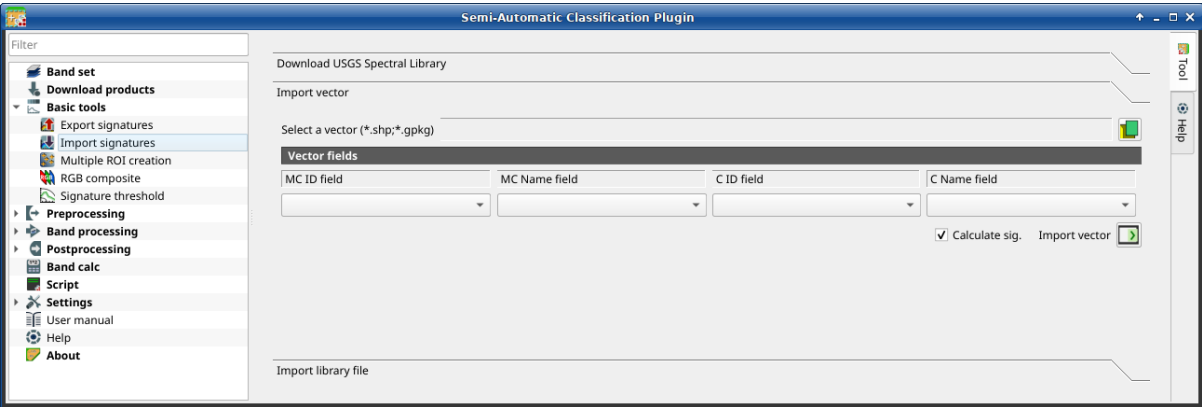 Semi-Automatic Classification Plugin
Filter
Band set
Download products
Basic tools
Export signatures
Import signatures
Multiple ROI creation
RGB composite
Signature threshold
Preprocessing
Band processing
Postprocessing
Band calc
Script
Settings
User manual
Help
About
Download USGS Spectral Library
Import vector
Select a vector (*.shp;*.gpkg)
Vector fields
MC ID field MC Name field C ID field C Name field
Calculate sig. Import vector
Import library file
Tool
Help